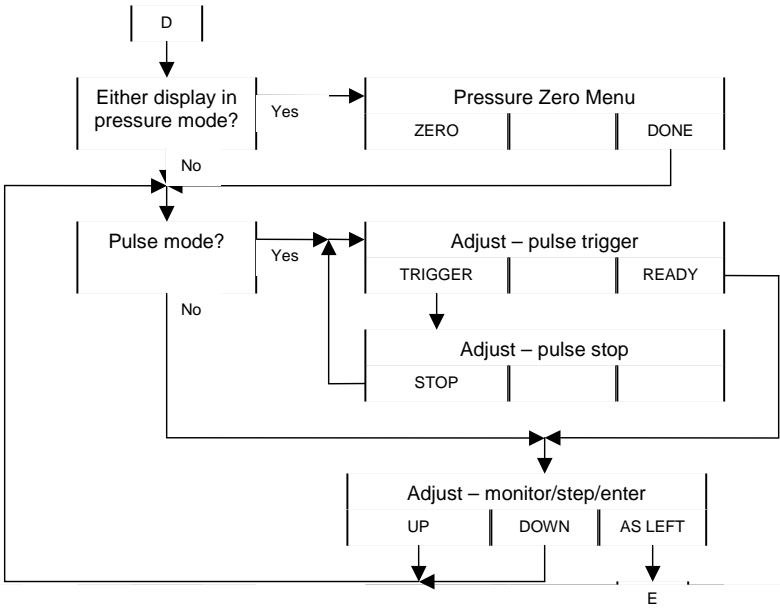 D
Either display in
pressure mode?
Yes
Pressure Zero Menu
ZERO DONE
No
Pulse mode?
Yes
Adjust – pulse trigger
TRIGGER READY
No
Adjust – pulse stop
STOP
Adjust – monitor/step/enter
UP DOWN AS LEFT
E